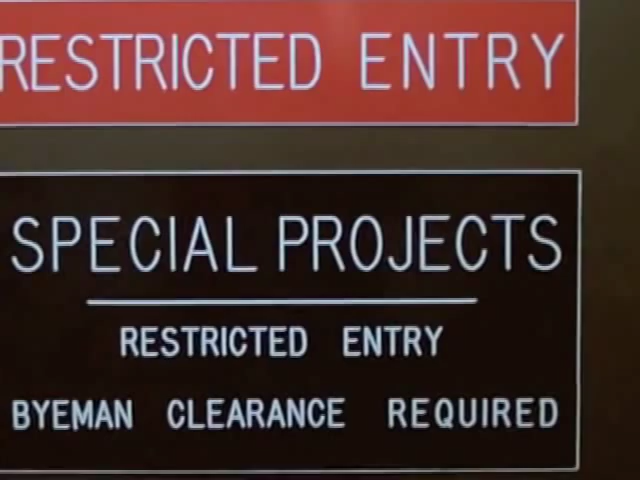 RESTRICTED ENTRY
SPECIAL PROJECTS
RESTRICTED ENTRY
BYEMAN CLEARANCE REQUIRED